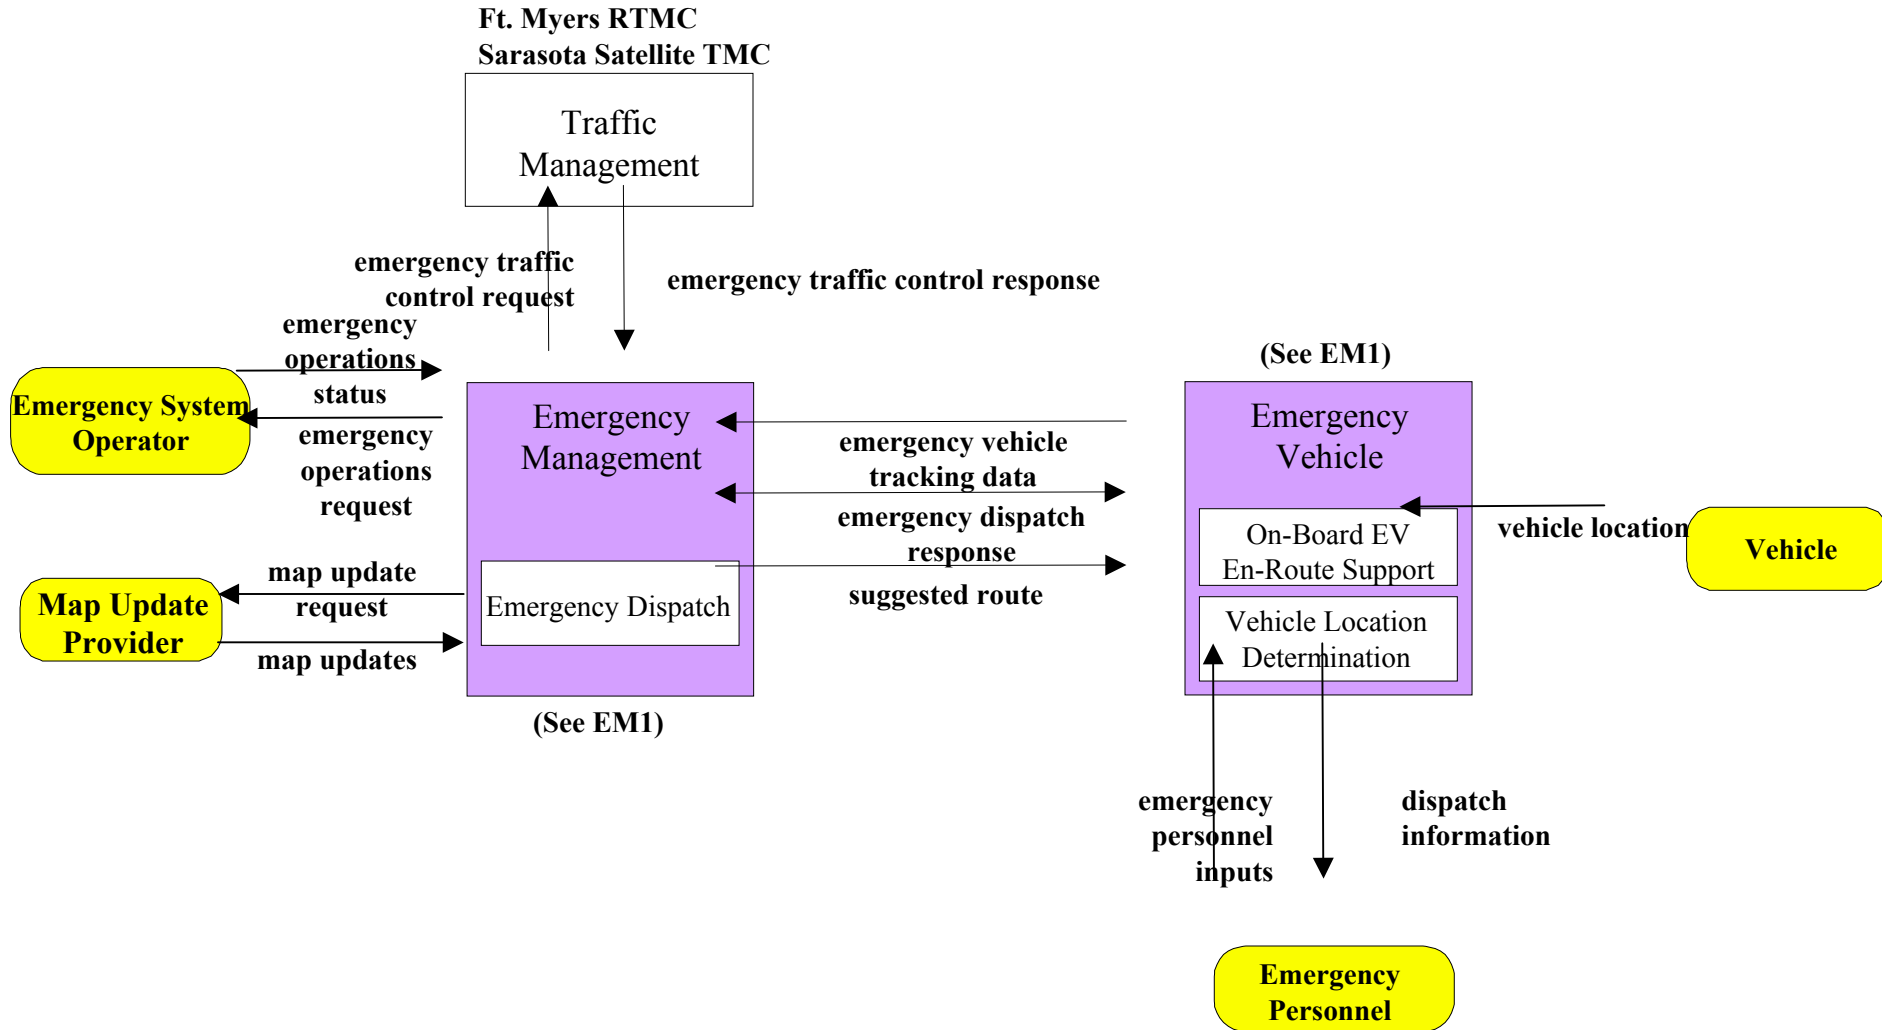 Ft. Myers RTMC
Sarasota Satellite TMC
Traffic
Management
emergency traffic
control request
emergency traffic control response
emergency
operations
status
Emergency System
Operator
emergency
operations
request
Emergency
Management
emergency vehicle
tracking data
emergency dispatch
response
suggested route
(See EM1)
Emergency
Vehicle
On-Board EV
En-Route Support
vehicle location
Vehicle
Vehicle Location
Determination
map update
request
Map Update
Provider
map updates
Emergency Dispatch
(See EM1)
emergency
personnel
inputs
dispatch
information
Emergency
Personnel